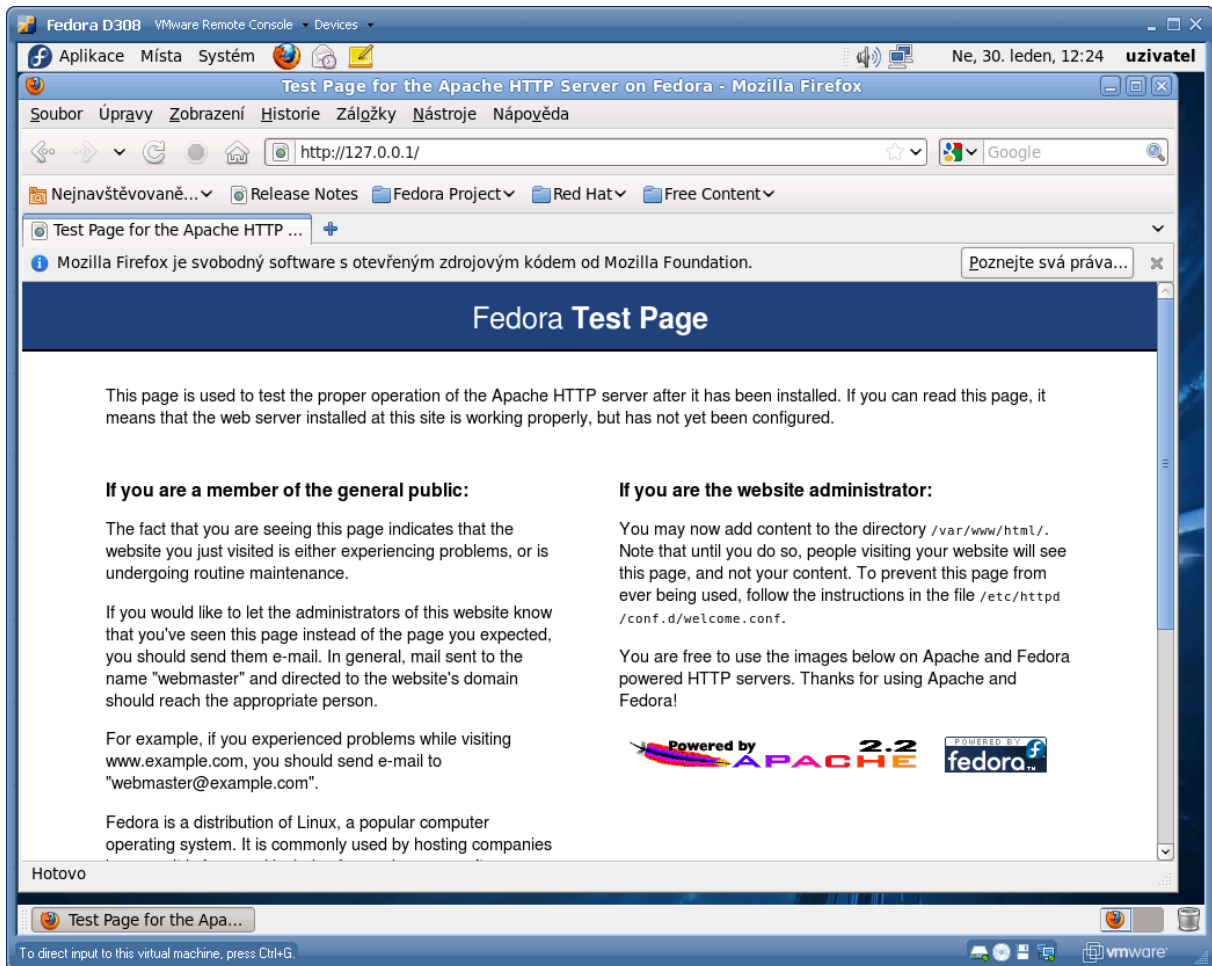 Fedora D308 VMware Remote Console Devices
Aplikace Místa Systém Ne, 30. leden, 12:24 uzivatel
Test Page for the Apache HTTP Server on Fedora - Mozilla Firefox
Soubor Úpravy Zobrazení Historie Záložky Nástroje Nápověda
http://127.0.0.1/ Google
Nejnavštěvovaně... Release Notes Fedora Project Red Hat Free Content
Test Page for the Apache HTTP ...
Mozilla Firefox je svobodný software s otevřeným zdrojovým kódem od Mozilla Foundation. Poznejte svá práva...
Fedora Test Page
This page is used to test the proper operation of the Apache HTTP server after it has been installed. If you can read this page, it
means that the web server installed at this site is working properly, but has not yet been configured.
If you are a member of the general public:
The fact that you are seeing this page indicates that the
website you just visited is either experiencing problems, or is
undergoing routine maintenance.
If you would like to let the administrators of this website know
that you've seen this page instead of the page you expected,
you should send them e-mail. In general, mail sent to the
name "webmaster" and directed to the website's domain
should reach the appropriate person.
For example, if you experienced problems while visiting
www.example.com, you should send e-mail to
"webmaster@example.com".
Fedora is a distribution of Linux, a popular computer
operating system. It is commonly used by hosting companies
If you are the website administrator:
You may now add content to the directory /var/www/html/.
Note that until you do so, people visiting your website will see
this page, and not your content. To prevent this page from
ever being used, follow the instructions in the file /etc/httpd
/conf.d/welcome.conf.
You are free to use the images below on Apache and Fedora
powered HTTP servers. Thanks for using Apache and
Fedora!
Powered by APACHE 2.2
POWERED BY fedora
Hotovo
Test Page for the Apa...
To direct input to this virtual machine, press Ctrl+G. vmware